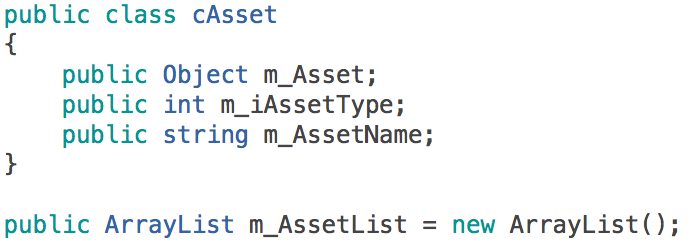 public class cAsset
{
    public Object m_Asset;
    public int m_iAssetType;
    public string m_AssetName;
}
public ArrayList m_AssetList = new ArrayList();